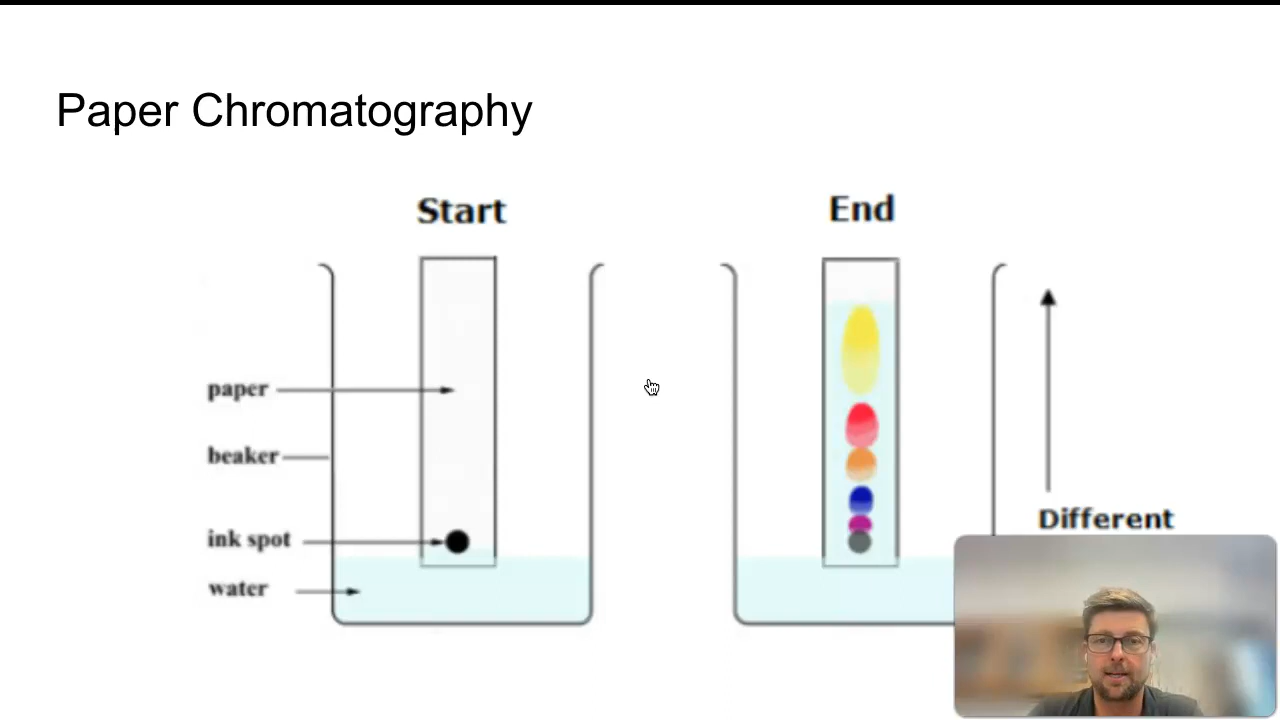 Paper Chromatography
Start
End
paper
beaker
ink spot
water
Different